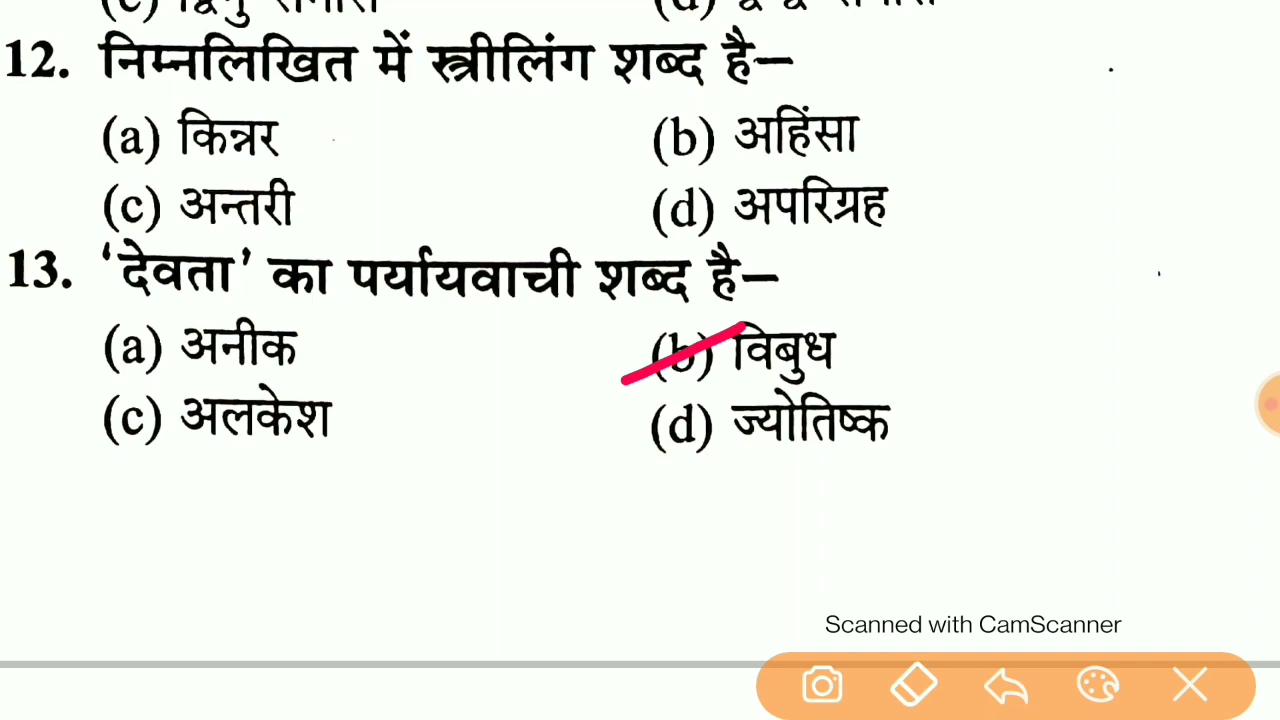 12. निम्नलिखित में स्त्रीलिंग शब्द है–
(a) किन्नर (b) अहिंसा
(c) अन्तरी (d) अपरिग्रह
13. 'देवता' का पर्यायवाची शब्द है–
(a) अनीक (b) विबुध
(c) अलकेश (d) ज्योतिष्क
Scanned with CamScanner